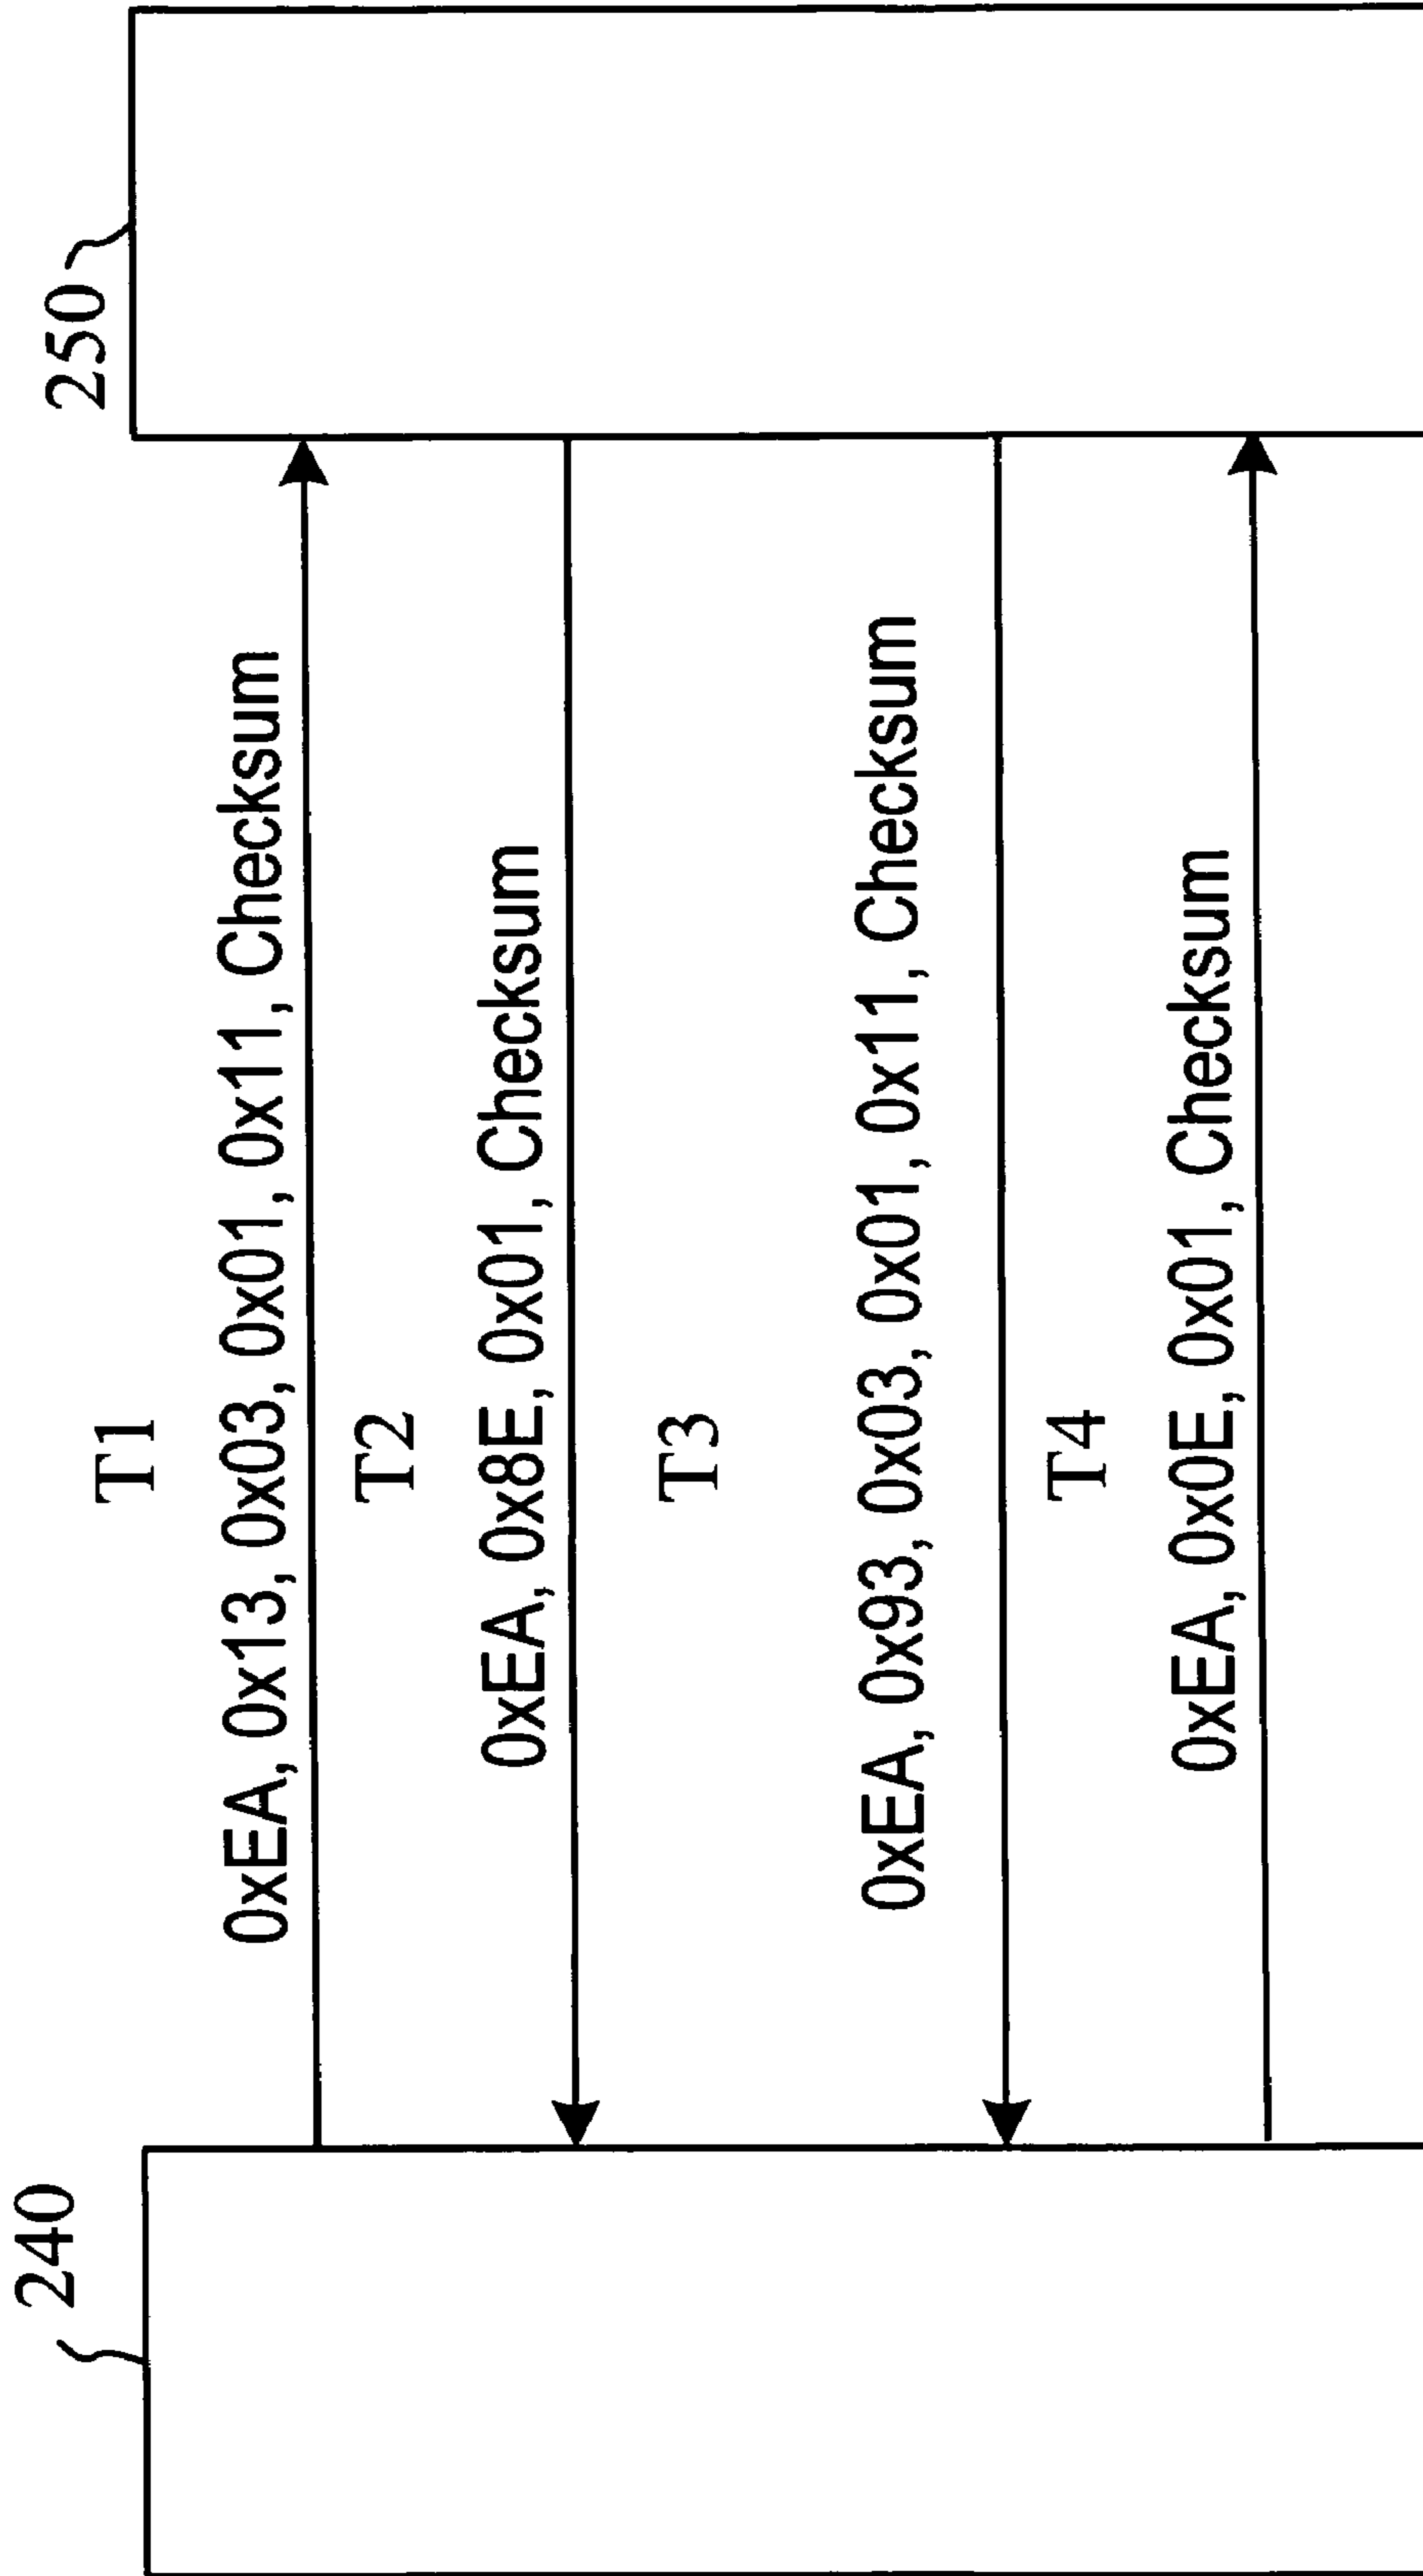 240
250
T1
0xEA, 0x13, 0x03, 0x01, 0x11, Checksum
T2
0xEA, 0x8E, 0x01, Checksum
T3
0xEA, 0x93, 0x03, 0x01, 0x11, Checksum
T4
0xEA, 0x0E, 0x01, Checksum